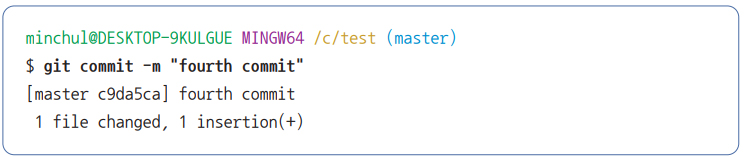 minchul@DESKTOP-9KULGUE MINGW64 /c/test (master)
$ git commit -m "fourth commit"
[master c9da5ca] fourth commit
 1 file changed, 1 insertion(+)